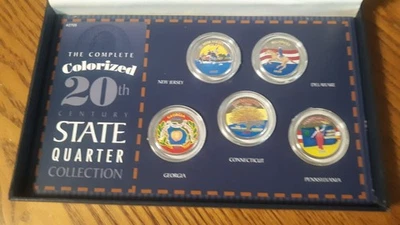 THE COMPLETE
Colorized
20th
CENTURY
STATE
QUARTER
COLLECTION
NEW JERSEY
DELAWARE
GEORGIA
CONNECTICUT
PENNSYLVANIA